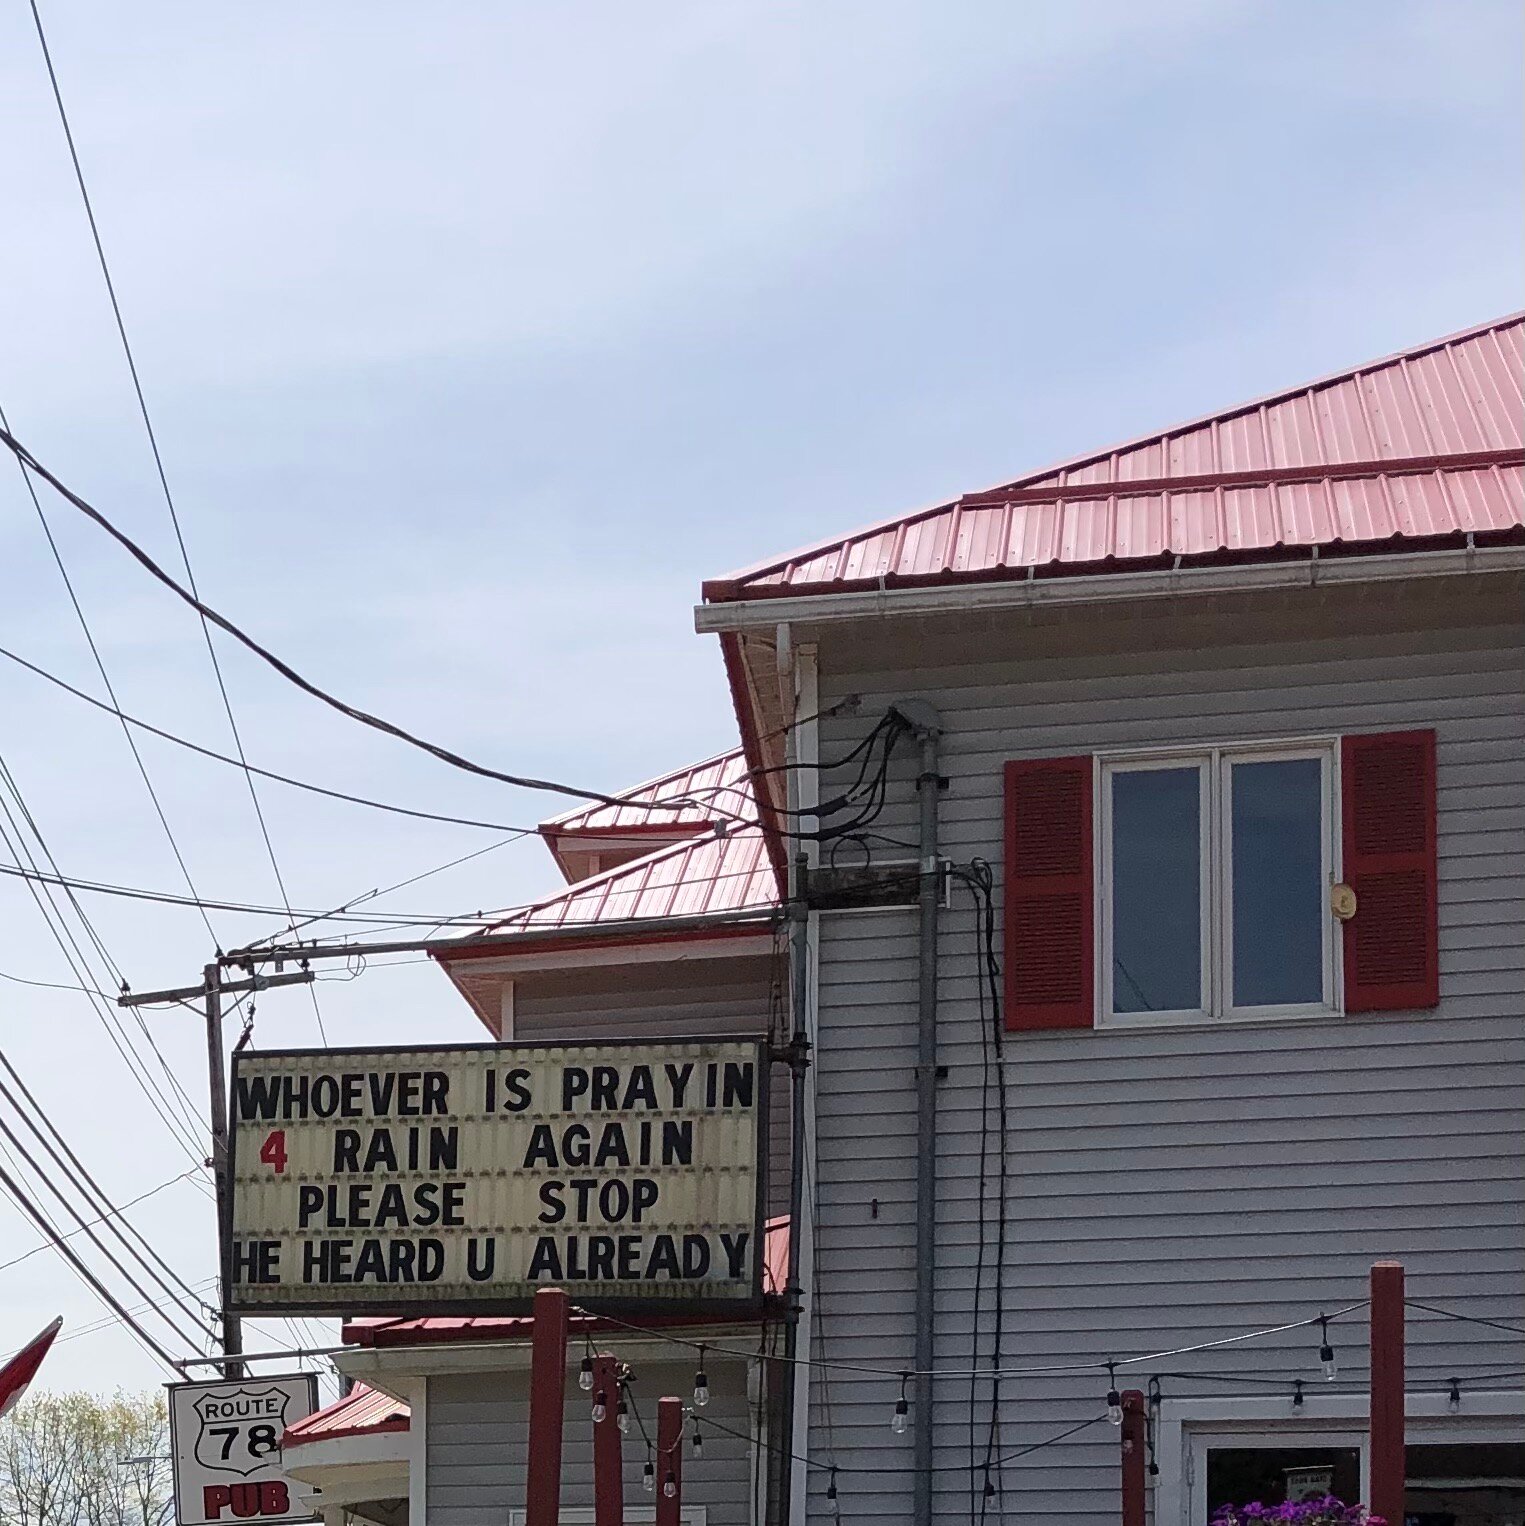 WHOEVER IS PRAYIN
4 RAIN AGAIN
PLEASE STOP
HE HEARD U ALREADY
ROUTE
78
PUB